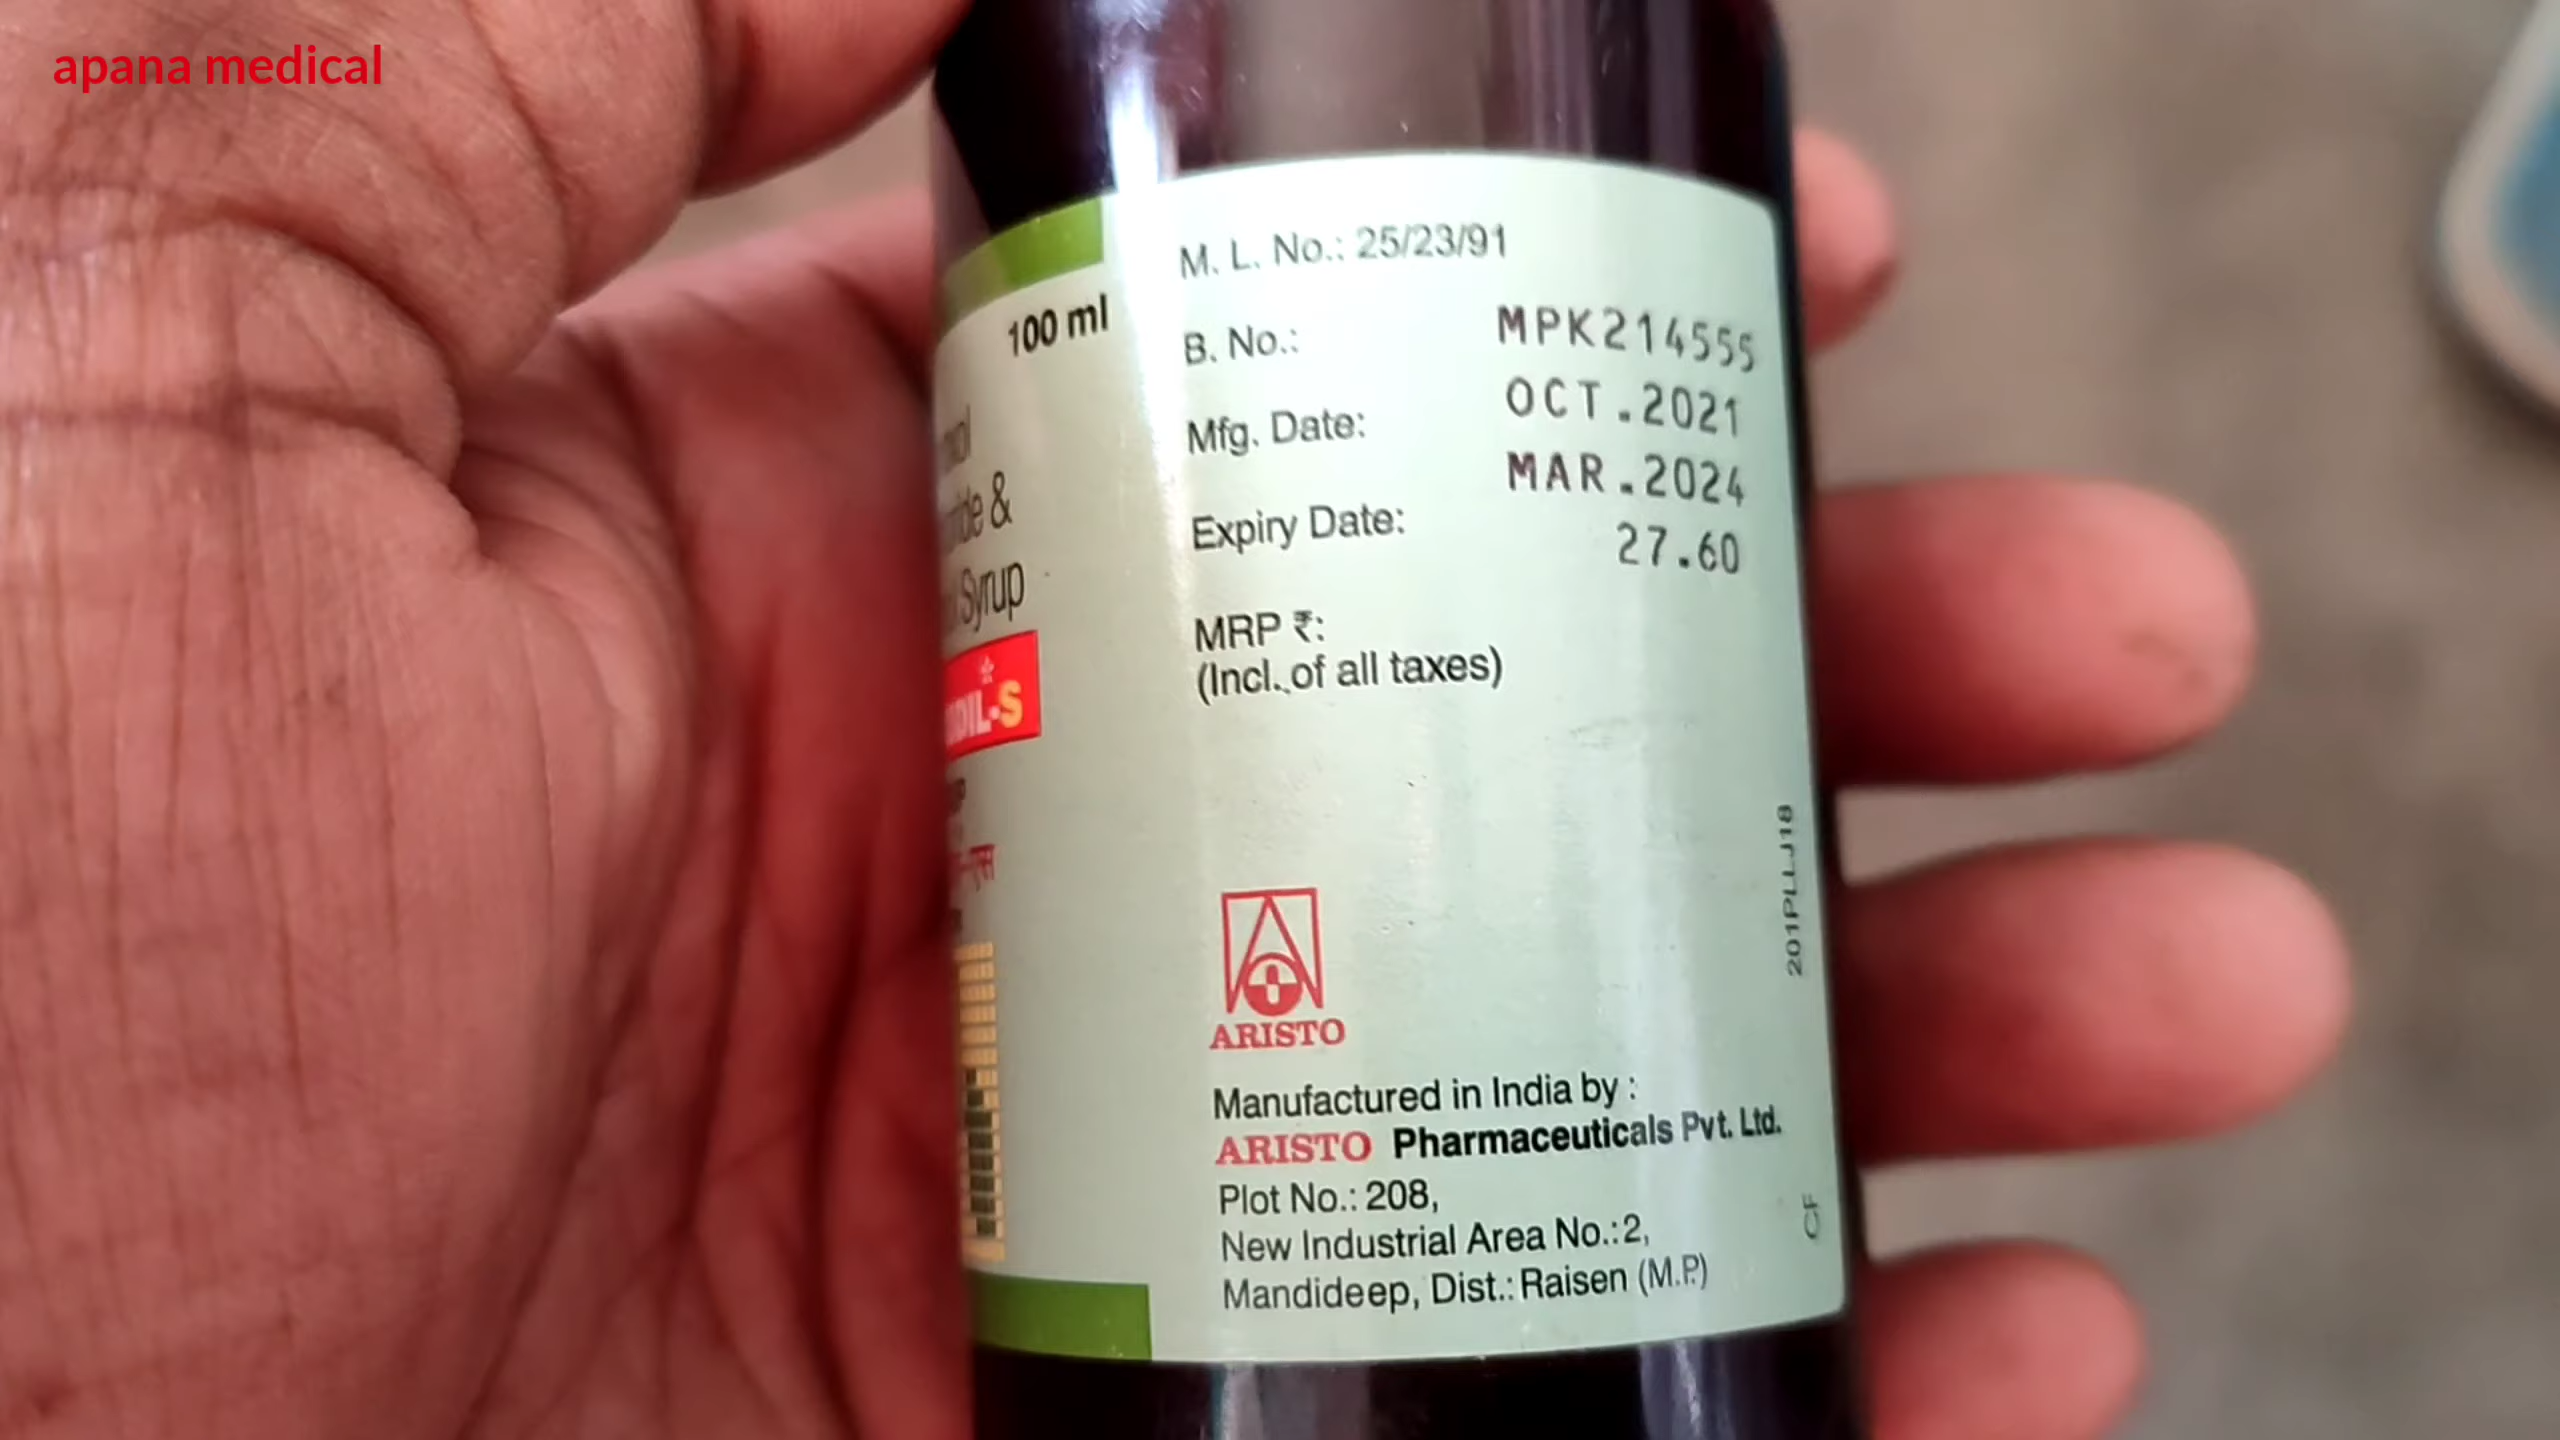 apana medical
100 ml
& 
Syrup
-S
M. L. No.: 25/23/91
B. No.: MPK214555
Mfg. Date: OCT.2021
Expiry Date: MAR.2024
27.60
MRP ₹:
(Incl. of all taxes)
ARISTO
Manufactured in India by :
ARISTO Pharmaceuticals Pvt. Ltd.
Plot No.: 208,
New Industrial Area No.:2,
Mandideep, Dist.: Raisen (M.P.)
201PLLJ18
CF